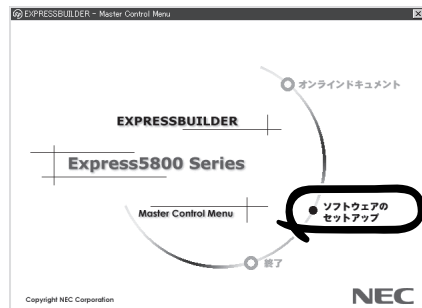 EXPRESSBUILDER - Master Control Menu
オンラインドキュメント
EXPRESSBUILDER
Express5800 Series
Master Control Menu
ソフトウェアの
セットアップ
終了
Copyright NEC Corporation
NEC